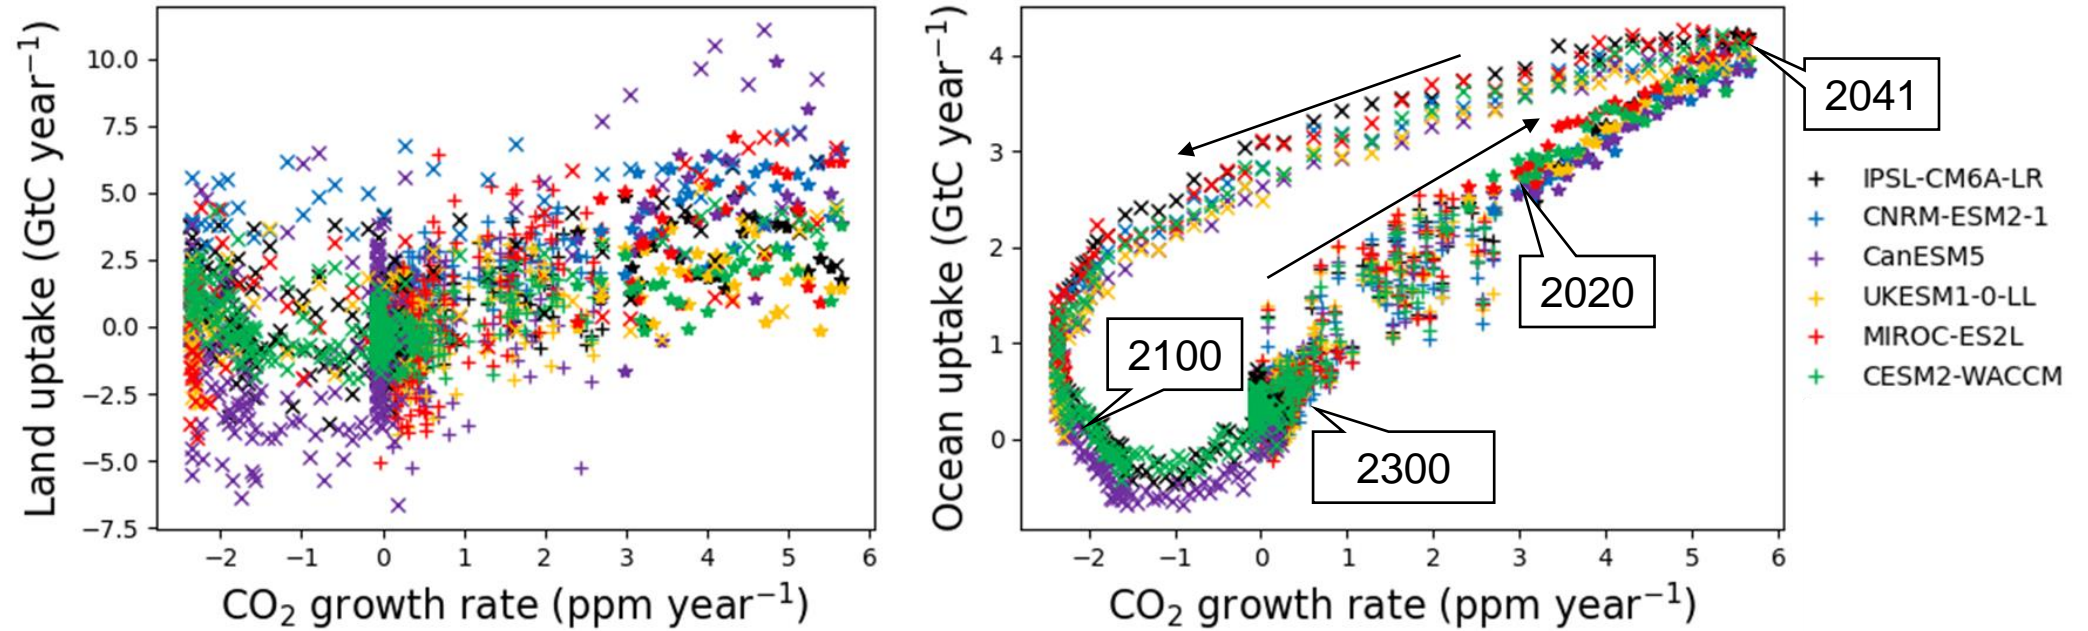 Land uptake (GtC year⁻¹)
10.0
7.5
5.0
2.5
0.0
−2.5
−5.0
−7.5
−2 −1 0 1 2 3 4 5 6
CO₂ growth rate (ppm year⁻¹)
Ocean uptake (GtC year⁻¹)
4
3
2
1
0
−2 −1 0 1 2 3 4 5 6
CO₂ growth rate (ppm year⁻¹)
2041
2020
2100
2300
IPSL-CM6A-LR
CNRM-ESM2-1
CanESM5
UKESM1-0-LL
MIROC-ES2L
CESM2-WACCM